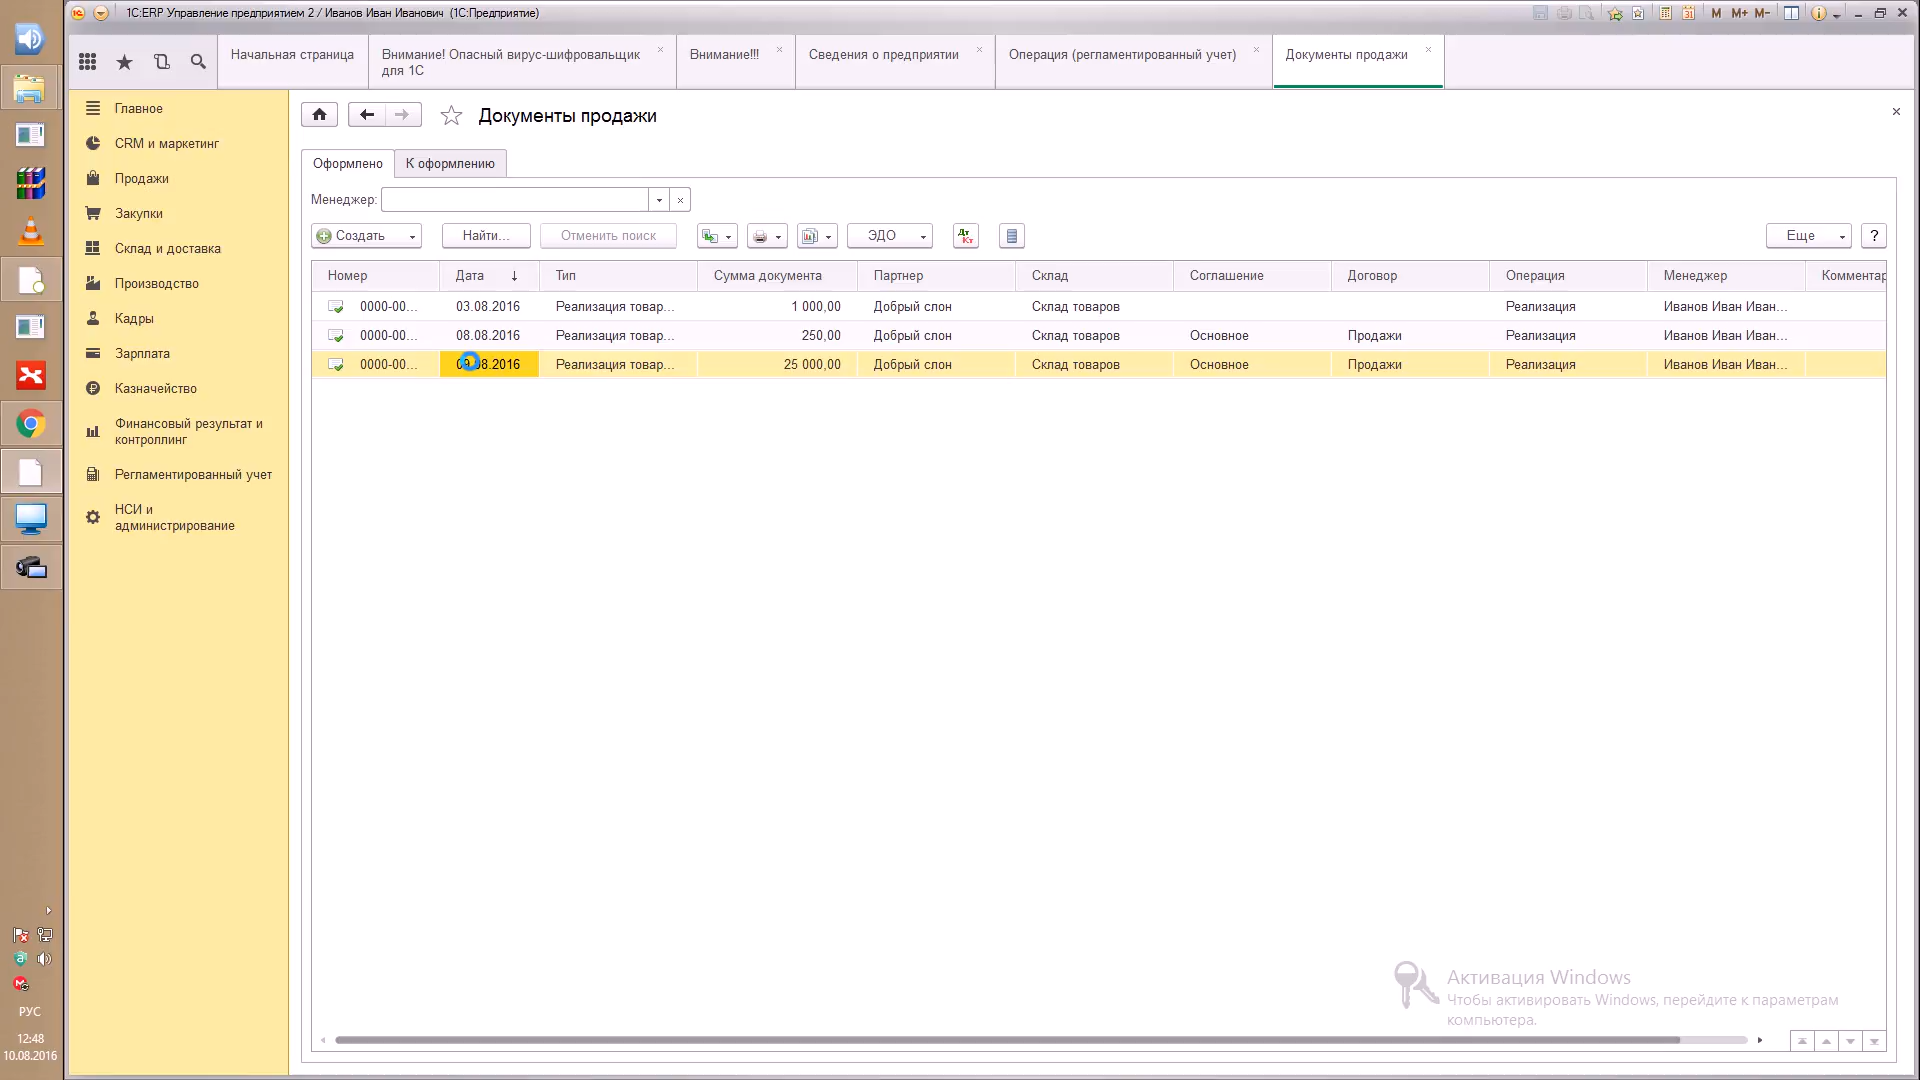 1С:ERP Управление предприятием 2 / Иванов Иван Иванович (1С:Предприятие)
M M+ M-
Начальная страница
Внимание! Опасный вирус-шифровальщик
для 1С
Внимание!!!
Сведения о предприятии
Операция (регламентированный учет)
Документы продажи
Главное
CRM и маркетинг
Продажи
Закупки
Склад и доставка
Производство
Кадры
Зарплата
Казначейство
Финансовый результат и
контроллинг
Регламентированный учет
НСИ и
администрирование
Документы продажи
Оформлено
К оформлению
Менеджер:
Создать
Найти...
Отменить поиск
ЭДО
Дт
Кт
Еще
?
Номер Дата ↓ Тип Сумма документа Партнер Склад Соглашение Договор Операция Менеджер Комментар
0000-00... 03.08.2016 Реализация товар... 1 000,00 Добрый слон Склад товаров Реализация Иванов Иван Иван...
0000-00... 08.08.2016 Реализация товар... 250,00 Добрый слон Склад товаров Основное Продажи Реализация Иванов Иван Иван...
0000-00... 09.08.2016 Реализация товар... 25 000,00 Добрый слон Склад товаров Основное Продажи Реализация Иванов Иван Иван...
Активация Windows
Чтобы активировать Windows, перейдите к параметрам
компьютера.
РУС
12:48
10.08.2016